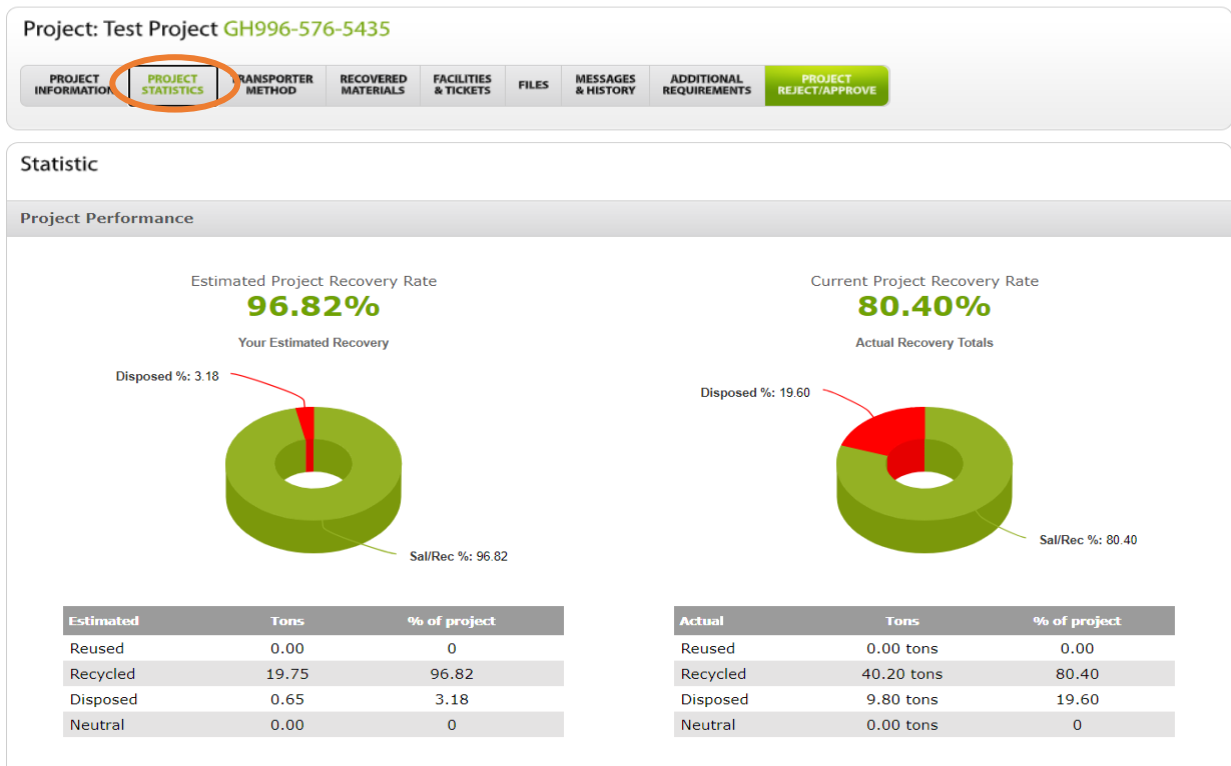 Project: Test Project GH996-576-5435
PROJECT INFORMATION
PROJECT STATISTICS
TRANSPORTER METHOD
RECOVERED MATERIALS
FACILITIES & TICKETS
FILES
MESSAGES & HISTORY
ADDITIONAL REQUIREMENTS
PROJECT REJECT/APPROVE
Statistic
Project Performance
Estimated Project Recovery Rate
96.82%
Your Estimated Recovery
Disposed %: 3.18
Sal/Rec %: 96.82
Estimated Tons % of project
Reused 0.00 0
Recycled 19.75 96.82
Disposed 0.65 3.18
Neutral 0.00 0
Current Project Recovery Rate
80.40%
Actual Recovery Totals
Disposed %: 19.60
Sal/Rec %: 80.40
Actual Tons % of project
Reused 0.00 tons 0.00
Recycled 40.20 tons 80.40
Disposed 9.80 tons 19.60
Neutral 0.00 tons 0